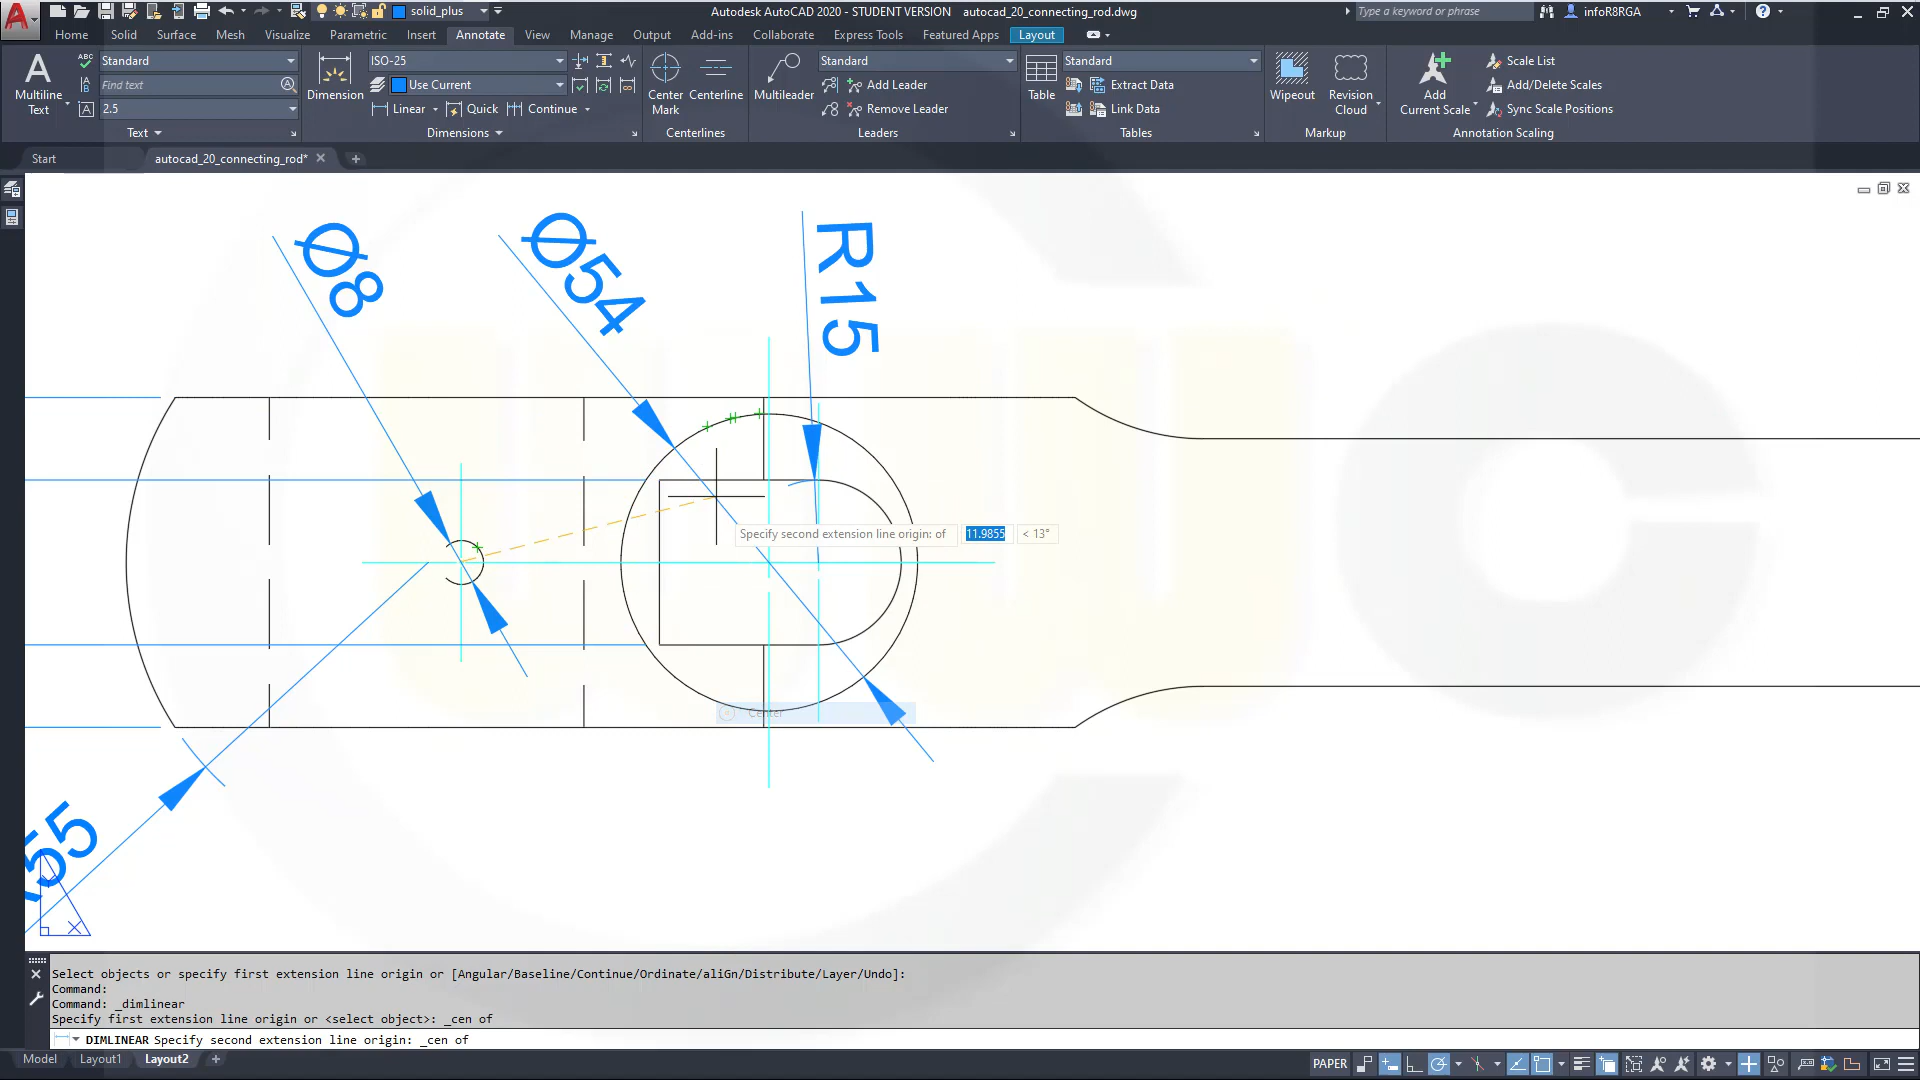 solid_plus
Autodesk AutoCAD 2020 - STUDENT VERSION autocad_20_connecting_rod.dwg
Type a keyword or phrase
infoR8RGA
Home Solid Surface Mesh Visualize Parametric Insert Annotate View Manage Output Add-ins Collaborate Express Tools Featured Apps Layout
Multiline
Text
ABC
Standard
Find text
2.5
Text
Dimension
ISO-25
Use Current
Linear
Quick
Continue
Dimensions
Center
Mark
Centerline
Centerlines
Multileader
Standard
Add Leader
Remove Leader
Leaders
Table
Standard
Extract Data
Link Data
Tables
Wipeout
Revision
Cloud
Markup
Add
Current Scale
Scale List
Add/Delete Scales
Sync Scale Positions
Annotation Scaling
Start
autocad_20_connecting_rod*
Ø8
Ø54
R15
Specify second extension line origin: of
11.9855
< 13°
Center
R55
Y
X
Select objects or specify first extension line origin or [Angular/Baseline/Continue/Ordinate/aliGn/Distribute/Layer/Undo]:
Command:
Command: _dimlinear
Specify first extension line origin or <select object>: _cen of
DIMLINEAR Specify second extension line origin: _cen of
Model Layout1 Layout2
PAPER